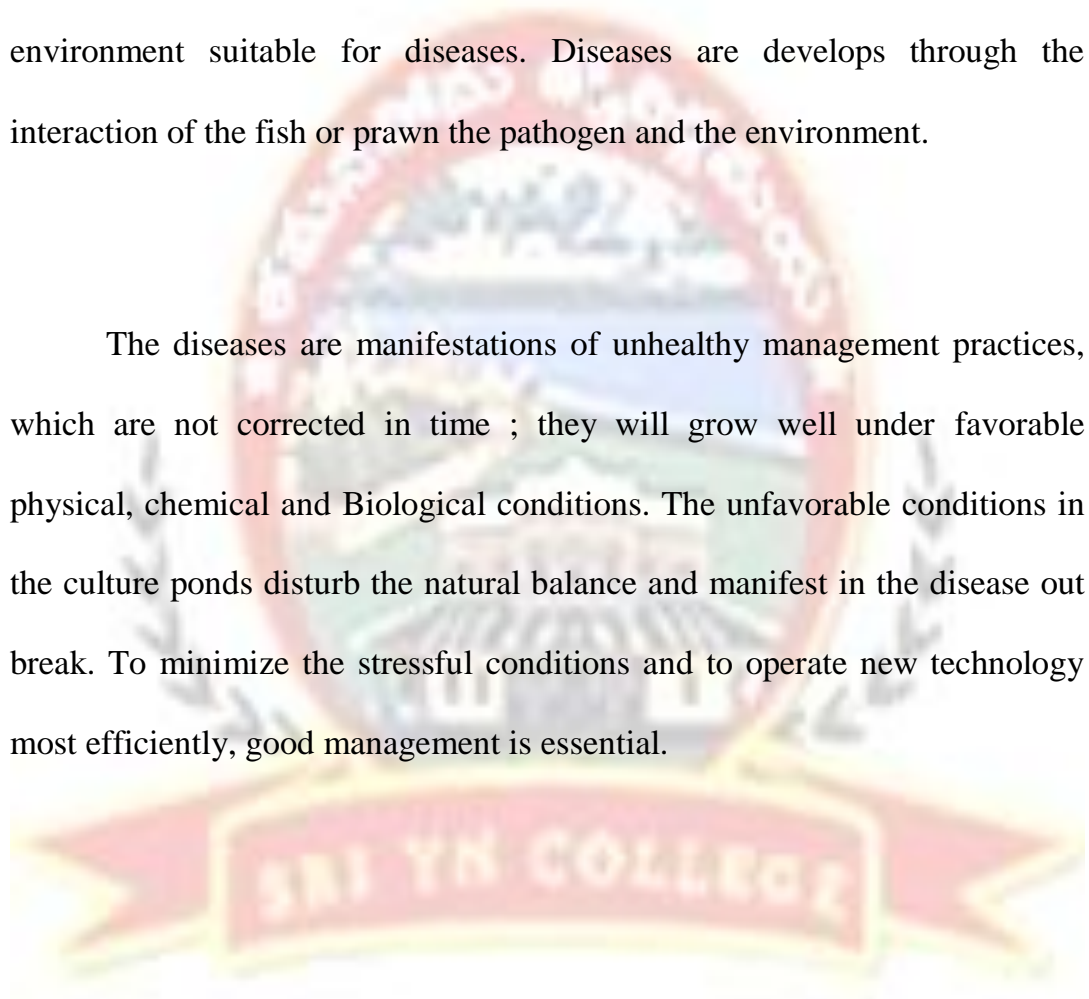 environment suitable for diseases. Diseases are develops through the
interaction of the fish or prawn the pathogen and the environment.
The diseases are manifestations of unhealthy management practices,
which are not corrected in time ; they will grow well under favorable
physical, chemical and Biological conditions. The unfavorable conditions in
the culture ponds disturb the natural balance and manifest in the disease out
break. To minimize the stressful conditions and to operate new technology
most efficiently, good management is essential.
SRI YN COLLEGE